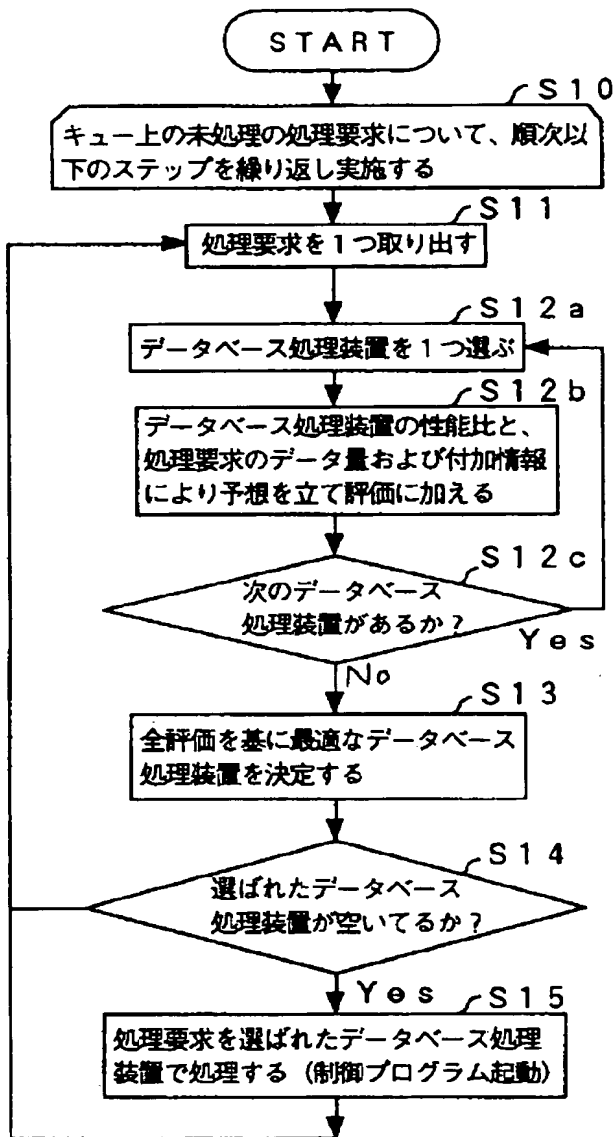 START
S10
キュー上の未処理の処理要求について、順次以
下のステップを繰り返し実施する
S11
処理要求を1つ取り出す
S12a
データベース処理装置を1つ選ぶ
S12b
データベース処理装置の性能比と、
処理要求のデータ量および付加情報
により予想を立て評価に加える
S12c
次のデータベース
処理装置があるか?
Yes
No
S13
全評価を基に最適なデータベース
処理装置を決定する
S14
選ばれたデータベース
処理装置が空いてるか?
Yes
S15
処理要求を選ばれたデータベース処理
装置で処理する(制御プログラム起動)